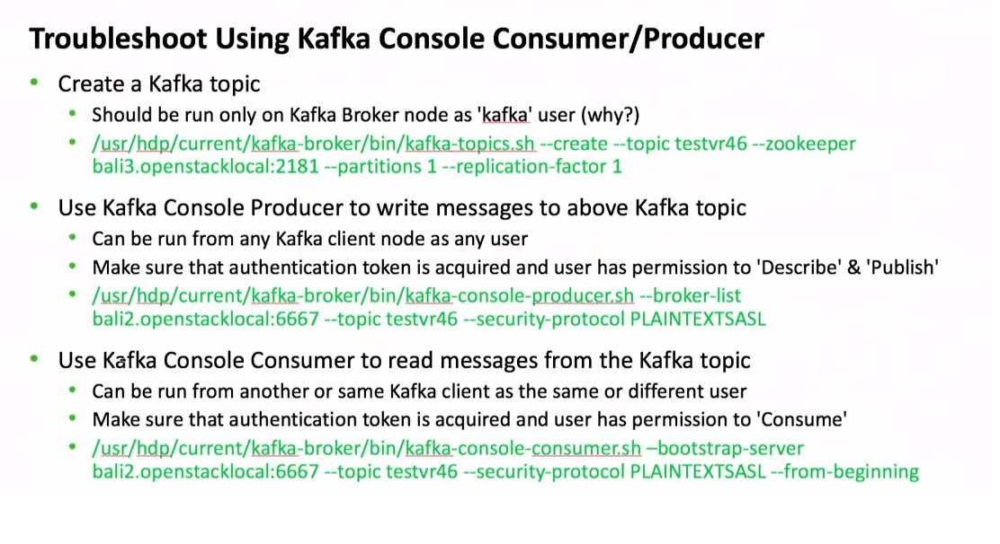 Troubleshoot Using Kafka Console Consumer/Producer
• Create a Kafka topic
• Should be run only on Kafka Broker node as 'kafka' user (why?)
• /usr/hdp/current/kafka-broker/bin/kafka-topics.sh --create --topic testvr46 --zookeeper
bali3.openstacklocal:2181 --partitions 1 --replication-factor 1
• Use Kafka Console Producer to write messages to above Kafka topic
• Can be run from any Kafka client node as any user
• Make sure that authentication token is acquired and user has permission to 'Describe' & 'Publish'
• /usr/hdp/current/kafka-broker/bin/kafka-console-producer.sh --broker-list
bali2.openstacklocal:6667 --topic testvr46 --security-protocol PLAINTEXTSASL
• Use Kafka Console Consumer to read messages from the Kafka topic
• Can be run from another or same Kafka client as the same or different user
• Make sure that authentication token is acquired and user has permission to 'Consume'
• /usr/hdp/current/kafka-broker/bin/kafka-console-consumer.sh –bootstrap-server
bali2.openstacklocal:6667 --topic testvr46 --security-protocol PLAINTEXTSASL --from-beginning